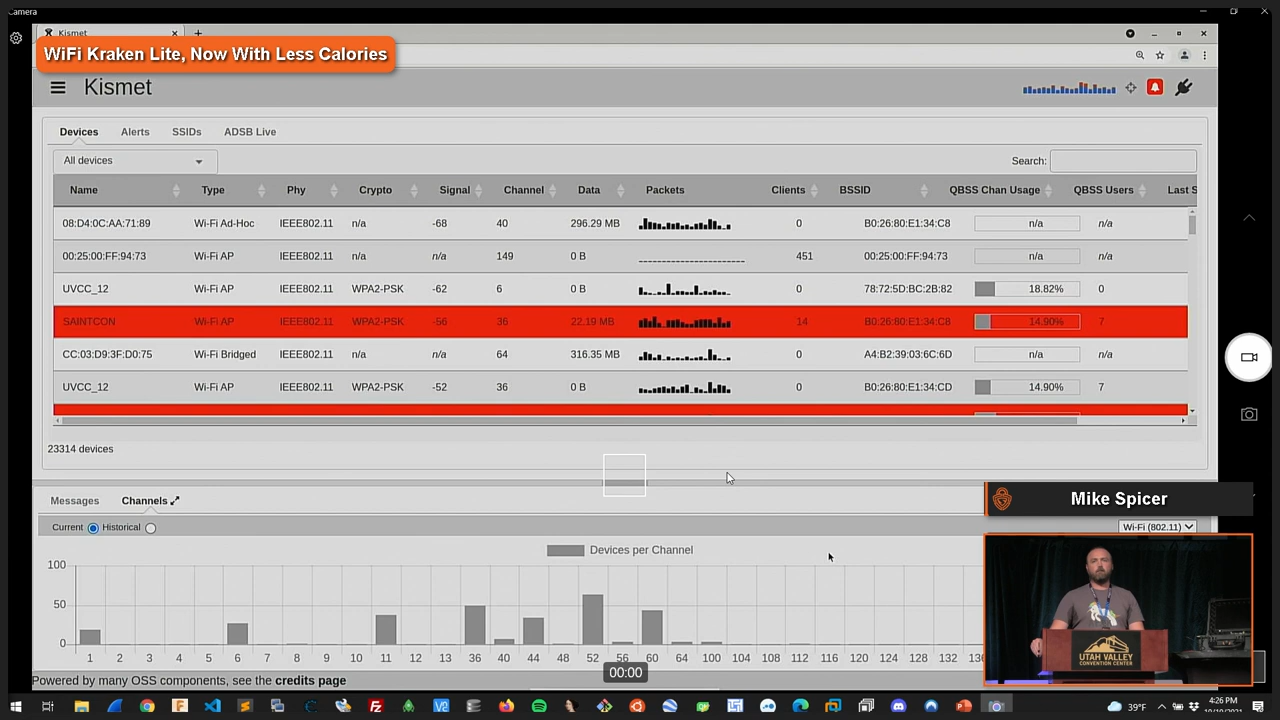 Camera
Kismet
WiFi Kraken Lite, Now With Less Calories
Kismet
Devices Alerts SSIDs ADSB Live
All devices Search:
Name Type Phy Crypto Signal Channel Data Packets Clients BSSID QBSS Chan Usage QBSS Users Last S
08:D4:0C:AA:71:89 Wi-Fi Ad-Hoc IEEE802.11 n/a -68 40 296.29 MB 0 B0:26:80:E1:34:C8 n/a n/a
00:25:00:FF:94:73 Wi-Fi AP IEEE802.11 n/a n/a 149 0 B 451 00:25:00:FF:94:73 n/a n/a
UVCC_12 Wi-Fi AP IEEE802.11 WPA2-PSK -62 6 0 B 0 78:72:5D:BC:2B:82 18.82% 0
SAINTCON Wi-Fi AP IEEE802.11 WPA2-PSK -56 36 22.19 MB 14 B0:26:80:E1:34:C8 14.90% 7
CC:03:D9:3F:D0:75 Wi-Fi Bridged IEEE802.11 n/a n/a 64 316.35 MB 0 A4:B2:39:03:6C:6D n/a n/a
UVCC_12 Wi-Fi AP IEEE802.11 WPA2-PSK -52 36 0 B 0 B0:26:80:E1:34:CD 14.90% 7
23314 devices
Messages Channels
Mike Spicer
Current Historical Wi-Fi (802.11)
Devices per Channel
100
50
0
1 2 3 4 5 6 7 8 9 10 11 12 13 36 40 44 48 52 56 60 64 100 104 108 112 116 120 124 128 132 136
UTAH VALLEY
CONVENTION CENTER
00:00
Powered by many OSS components, see the credits page
39°F 4:26 PM
10/19/2021